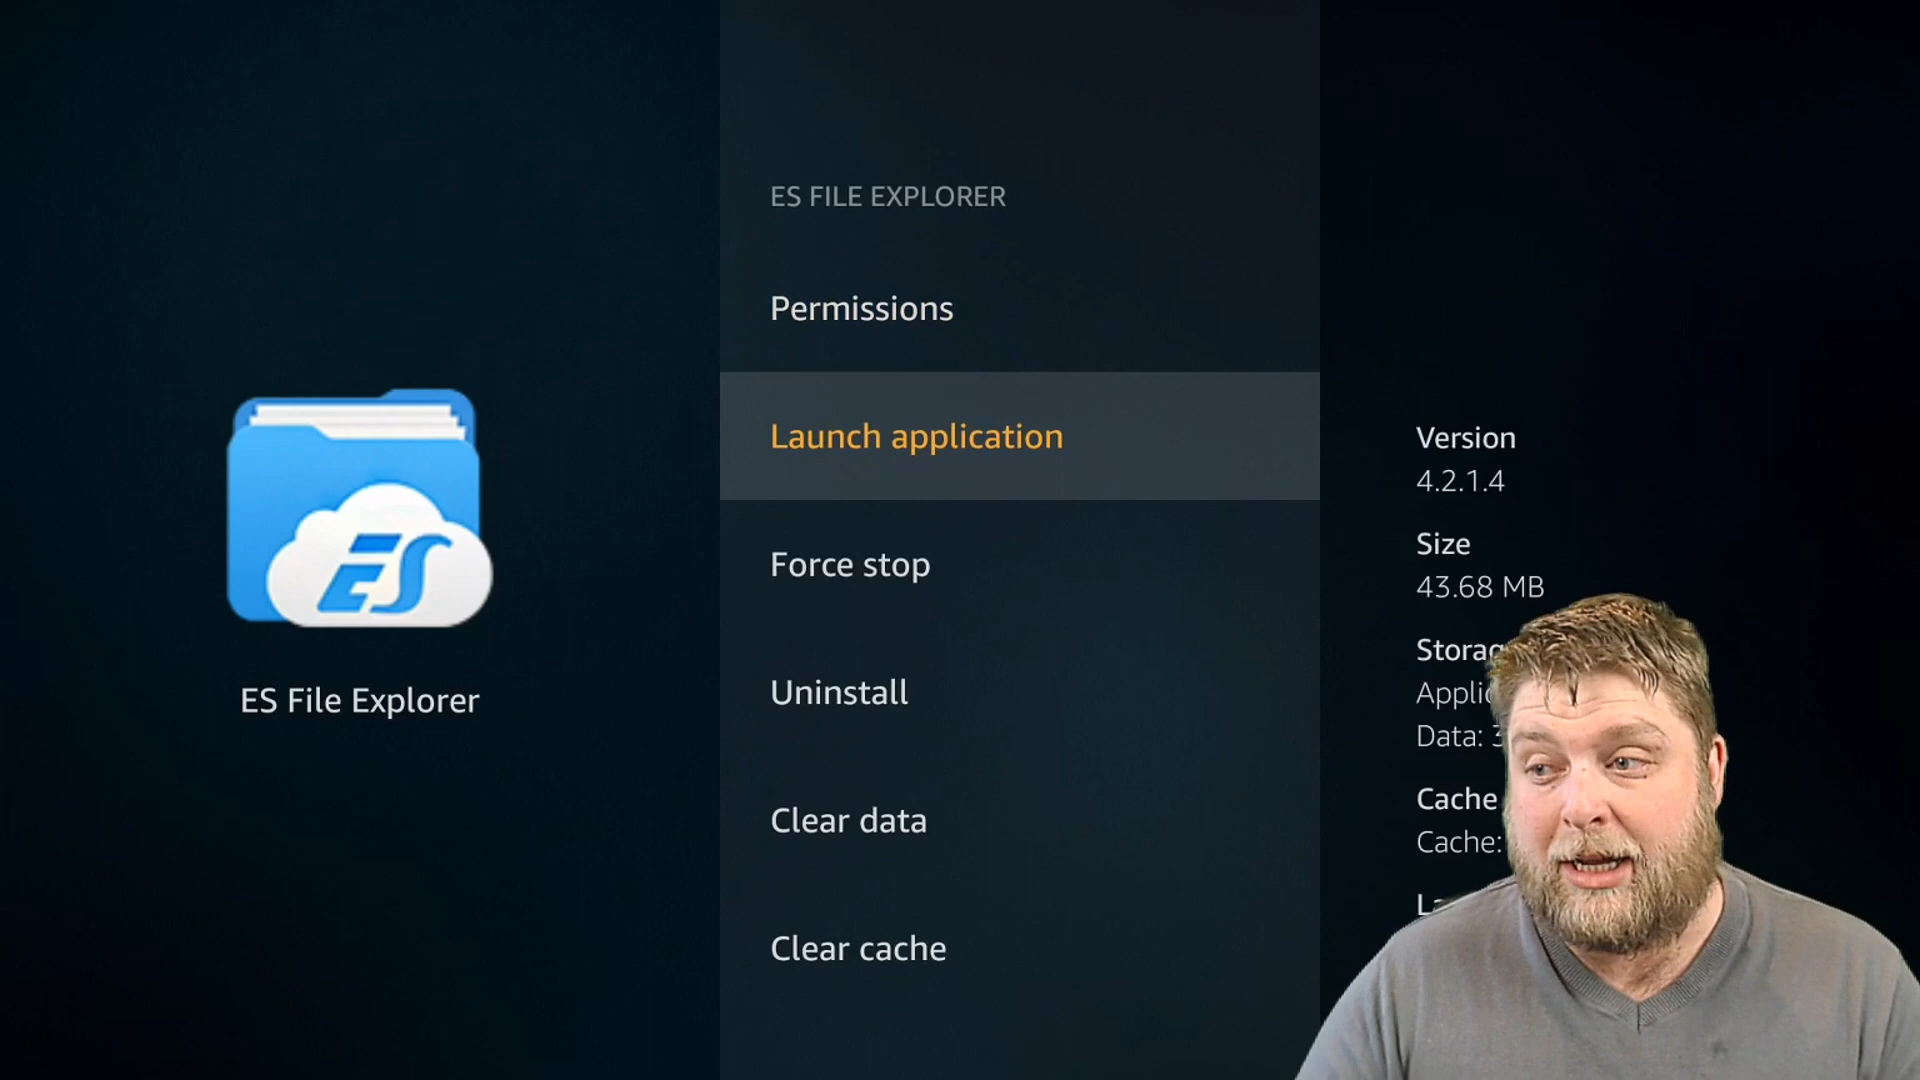 ES FILE EXPLORER
Permissions
Launch application
Force stop
Uninstall
Clear data
Clear cache
ES
ES File Explorer
Version
4.2.1.4
Size
43.68 MB
Data:
Cache
Cache: